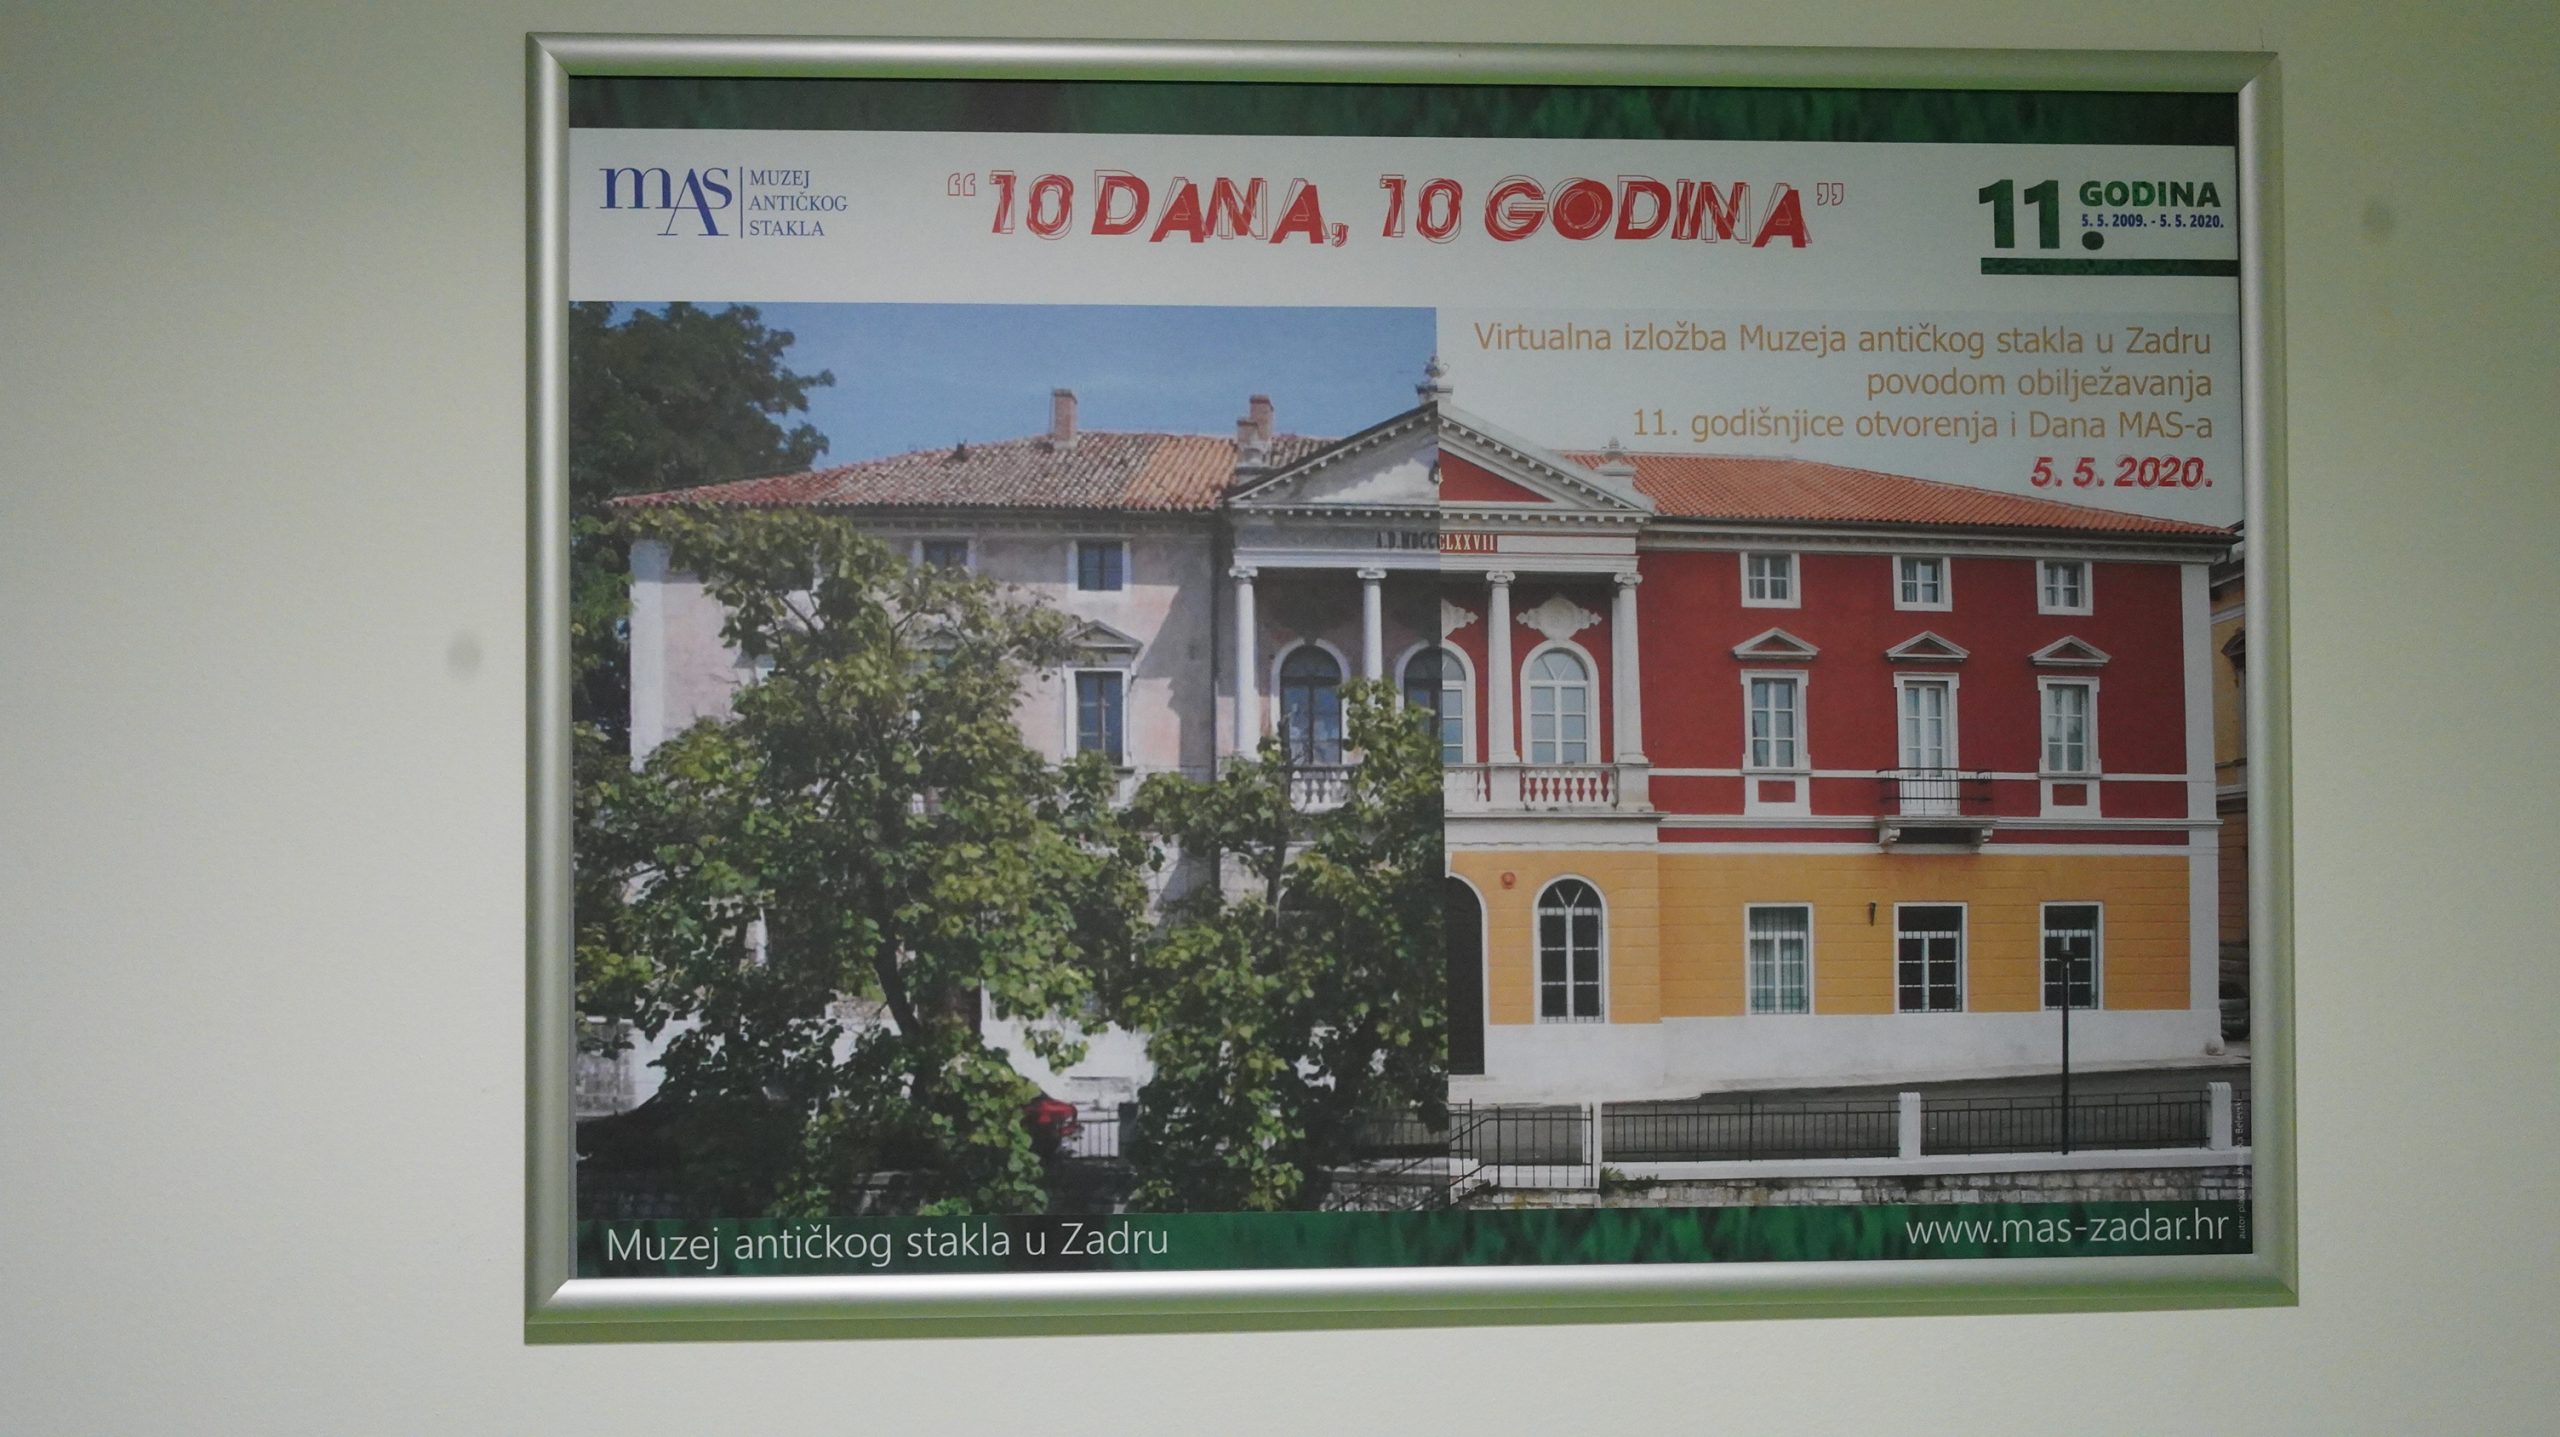 MAS MUZEJ
ANTIČKOG
STAKLA
“10 DANA, 10 GODINA”
11. GODINA
5. 5. 2009. - 5. 5. 2020.
Virtualna izložba Muzeja antičkog stakla u Zadru
povodom obilježavanja
11. godišnjice otvorenja i Dana MAS-a
5. 5. 2020.
A.D.MDCCCLXXVII
Muzej antičkog stakla u Zadru
www.mas-zadar.hr